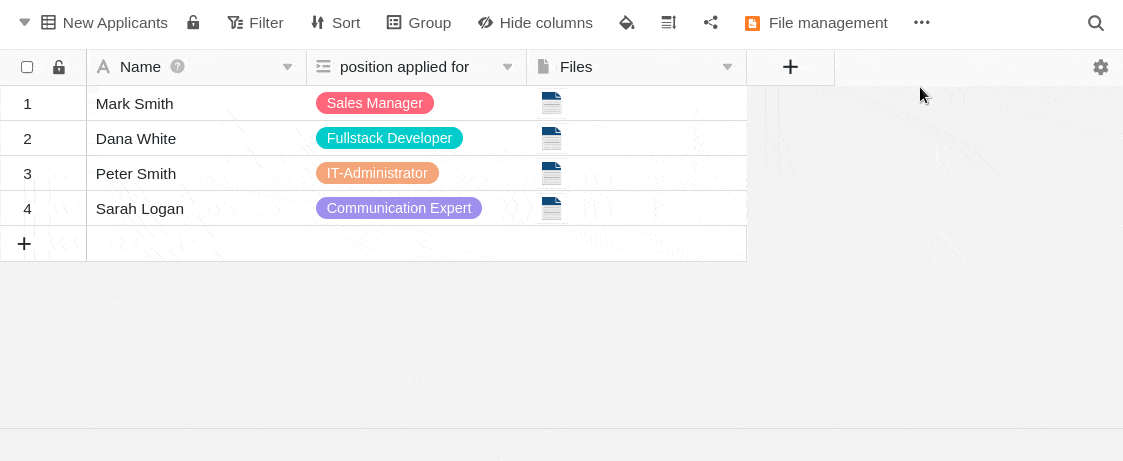 New Applicants Filter Sort Group Hide columns File management
Name ? position applied for Files +
1 Mark Smith Sales Manager
2 Dana White Fullstack Developer
3 Peter Smith IT-Administrator
4 Sarah Logan Communication Expert
+